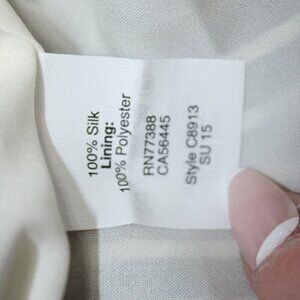 100% Silk
Lining:
100% Polyester
RN77388
CA56445
Style C8913
SU 15